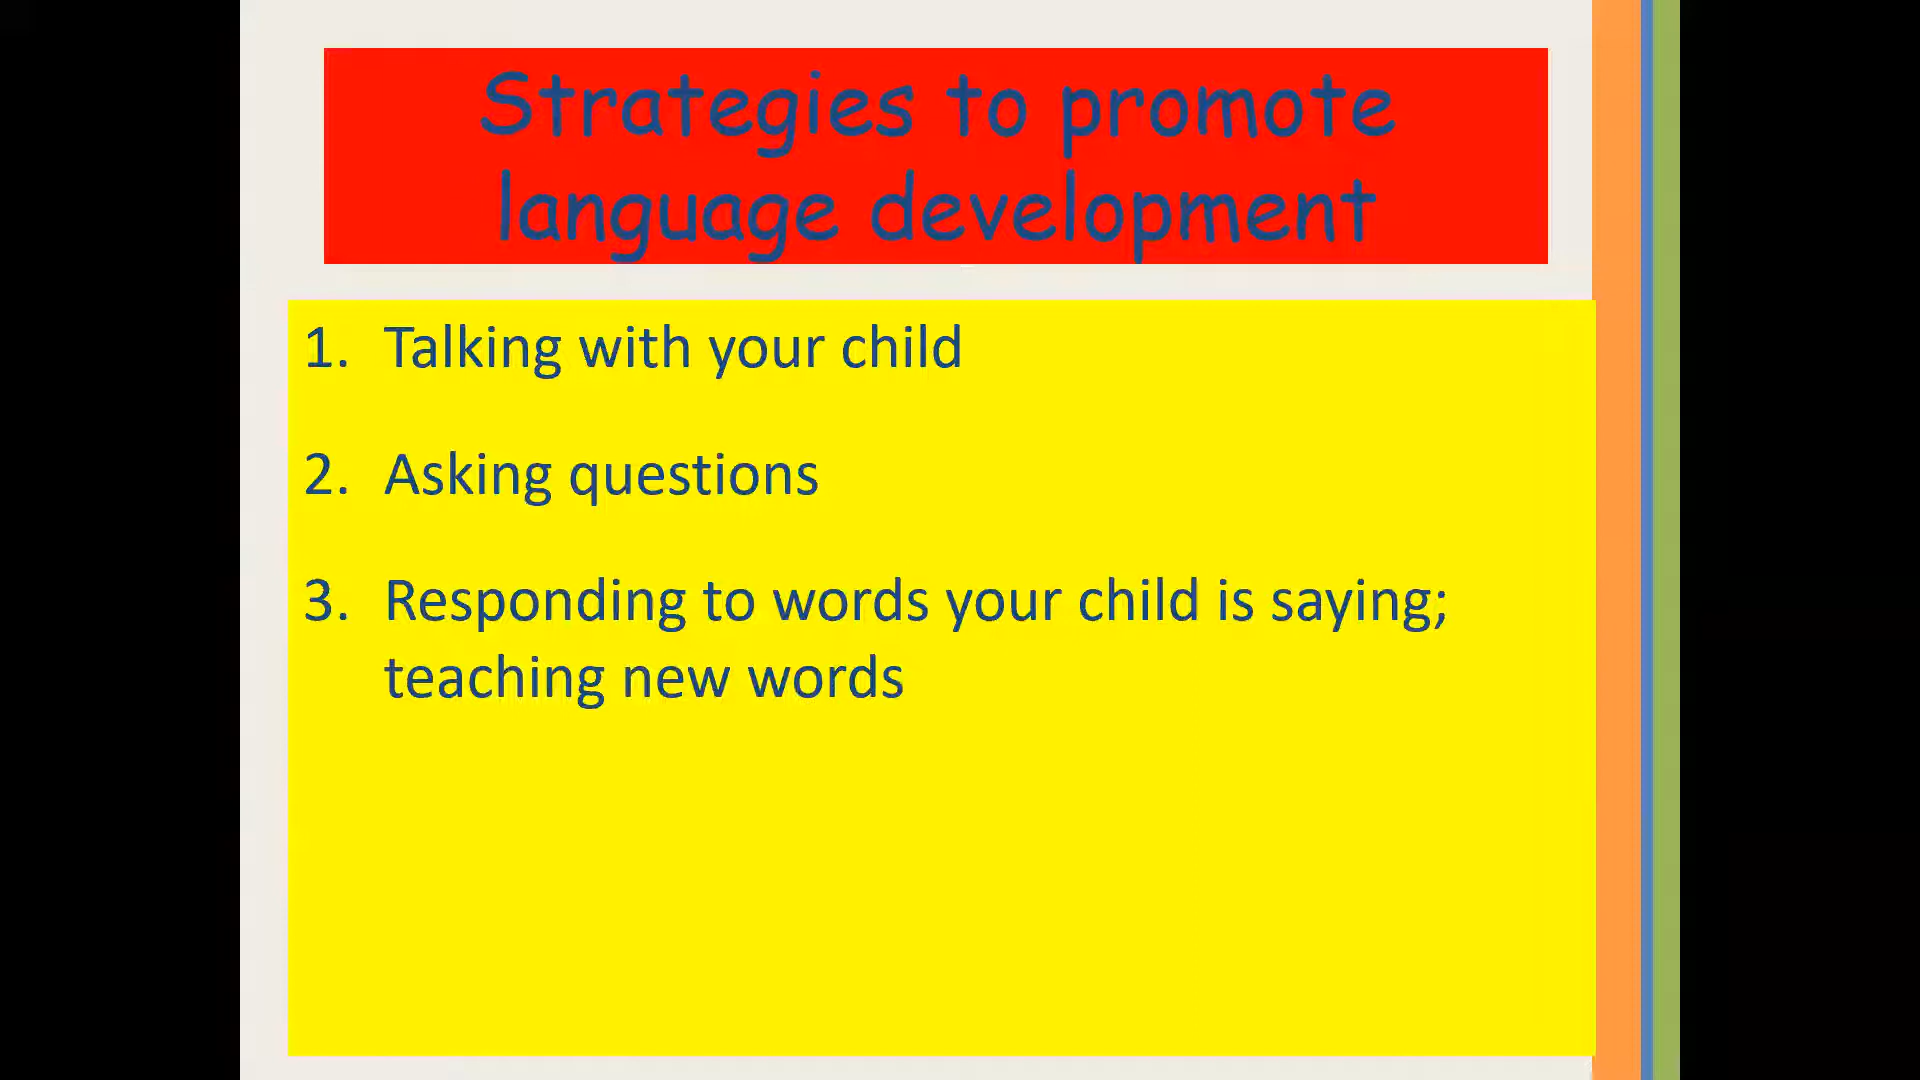 Strategies to promote
language development
1. Talking with your child
2. Asking questions
3. Responding to words your child is saying;
teaching new words